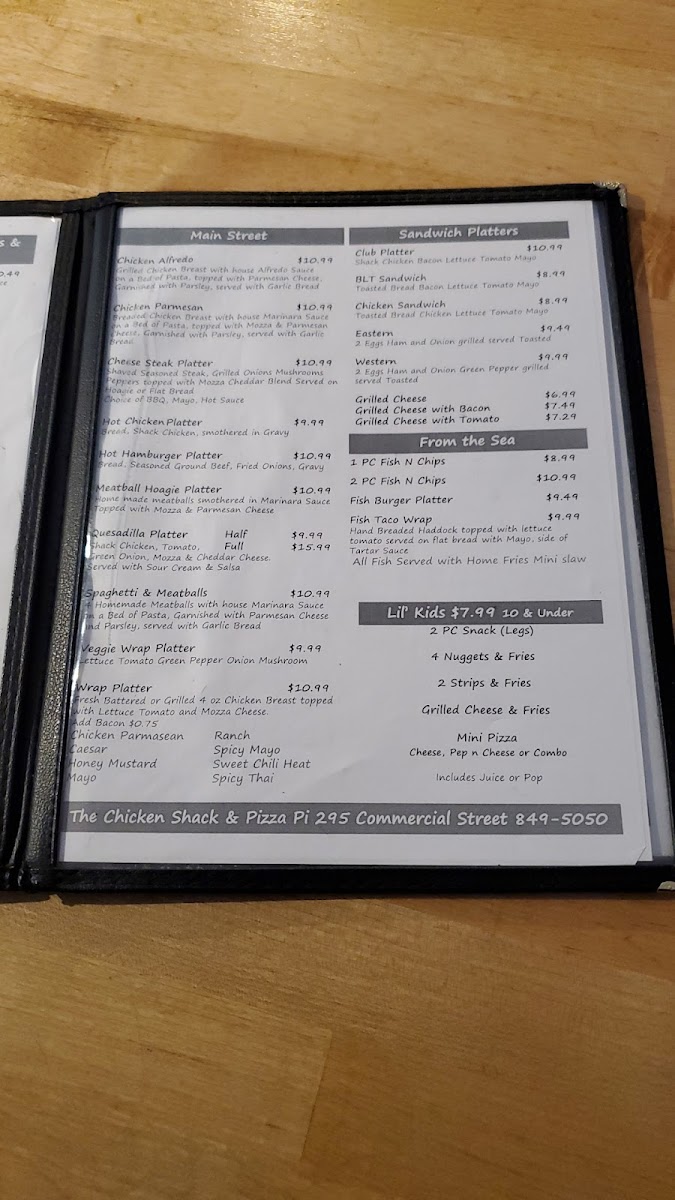 s &
0.49
Main Street
Chicken Alfredo $10.99
Grilled Chicken Breast with house Alfredo Sauce
on a Bed of Pasta, topped with Parmesan Cheese,
Garnished with Parsley, served with Garlic Bread
Chicken Parmesan $10.99
Breaded Chicken Breast with house Marinara Sauce
on a Bed of Pasta, topped with Mozza & Parmesan
Cheese, Garnished with Parsley, served with Garlic
Bread
Cheese Steak Platter $10.99
Shaved Seasoned Steak, Grilled Onions Mushrooms
Peppers topped with Mozza Cheddar Blend Served on
Hoagie or Flat Bread
Choice of BBQ, Mayo, Hot Sauce
Hot Chicken Platter $9.99
Bread, Shack Chicken, smothered in Gravy
Hot Hamburger Platter $10.99
Bread, Seasoned Ground Beef, Fried Onions, Gravy
Meatball Hoagie Platter $10.99
Home made meatballs smothered in Marinara Sauce
Topped with Mozza & Parmesan Cheese
Quesadilla Platter Half $9.99
Shack Chicken, Tomato, Full $15.99
Green Onion, Mozza & Cheddar Cheese.
Served with Sour Cream & Salsa
Spaghetti & Meatballs $10.99
4 Homemade Meatballs with house Marinara Sauce
on a Bed of Pasta, Garnished with Parmesan Cheese
and Parsley, served with Garlic Bread
Veggie Wrap Platter $9.99
Lettuce Tomato Green Pepper Onion Mushroom
Wrap Platter $10.99
Fresh Battered or Grilled 4 oz Chicken Breast topped
with Lettuce Tomato and Mozza Cheese.
Add Bacon $0.75
Chicken Parmasean Ranch
Caesar Spicy Mayo
Honey Mustard Sweet Chili Heat
Mayo Spicy Thai
Sandwich Platters
Club Platter $10.99
Shack Chicken Bacon Lettuce Tomato Mayo
BLT Sandwich $8.99
Toasted Bread Bacon Lettuce Tomato Mayo
Chicken Sandwich $8.99
Toasted Bread Chicken Lettuce Tomato Mayo
Eastern $9.49
2 Eggs Ham and Onion grilled served Toasted
Western $9.99
2 Eggs Ham and Onion Green Pepper grilled
served Toasted
Grilled Cheese $6.99
Grilled Cheese with Bacon $7.49
Grilled Cheese with Tomato $7.29
From the Sea
1 PC Fish N Chips $8.99
2 PC Fish N Chips $10.99
Fish Burger Platter $9.49
Fish Taco Wrap $9.99
Hand Breaded Haddock topped with lettuce
tomato served on flat bread with Mayo, side of
Tartar Sauce
All Fish Served with Home Fries Mini slaw
Lil' Kids $7.99 10 & Under
2 PC Snack (Legs)
4 Nuggets & Fries
2 Strips & Fries
Grilled Cheese & Fries
Mini Pizza
Cheese, Pep n Cheese or Combo
Includes Juice or Pop
The Chicken Shack & Pizza Pi 295 Commercial Street 849-5050